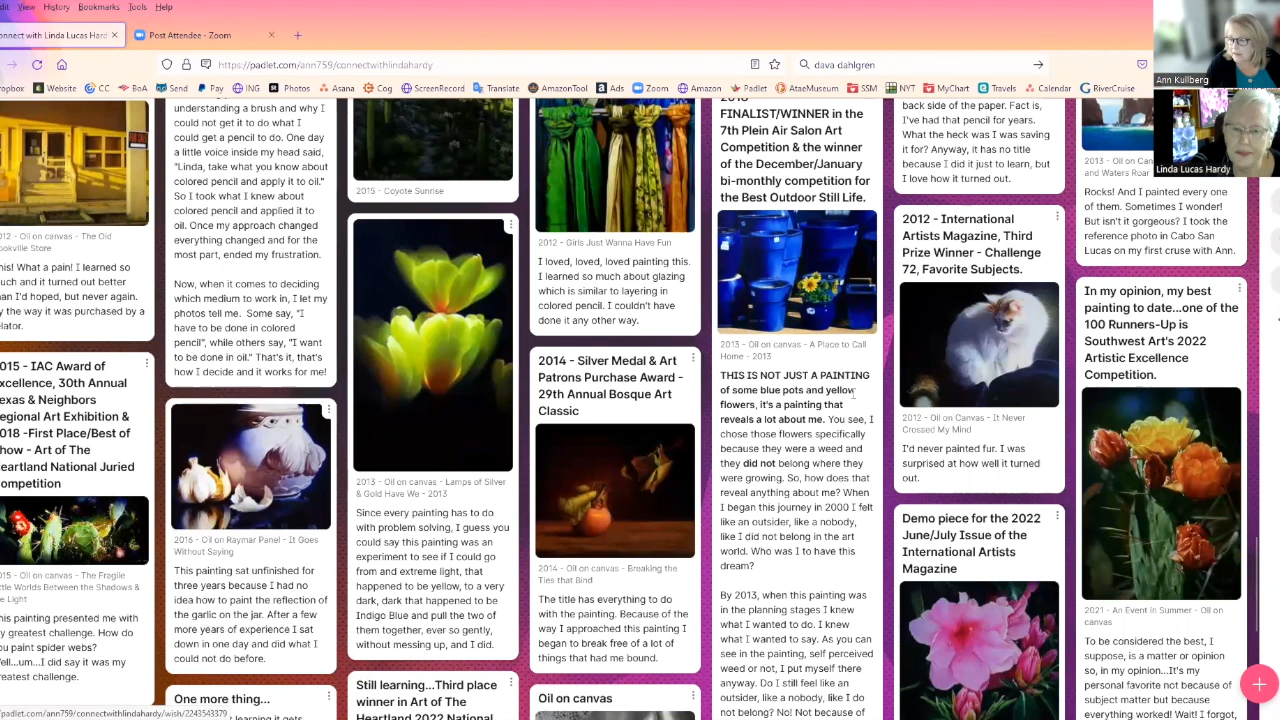 dit View History Bookmarks Tools Help
onnect with Linda Lucas Hard
Post Attendee - Zoom
https://padlet.com/ann759/connectwithlindahardy
dava dahlgren
ropbox Website CC BoA Send Pay ING Photos Asana Cog ScreenRecord Translate AmazonTool Ads Zoom Amazon Padlet AtaeMuseum SSM NYT MyChart Travels Calendar RiverCruise
Ann Kullberg
Linda Lucas Hardy
012 - Oil on canvas - The Old
ookville Store
his! What a pain! I learned so
uch and it turned out better
an I'd hoped, but never again.
y the way it was purchased by a
elator.
015 - IAC Award of
xcellence, 30th Annual
exas & Neighbors
egional Art Exhibition &
018 -First Place/Best of
how - Art of The
eartland National Juried
ompetition
015 - Oil on canvas - The Fragile
ttle Worlds Between the Shadows &
e Light
his painting presented me with
y greatest challenge. How do
ou paint spider webs?
ell...um...I did say it was my
reatest challenge.
understanding a brush and why I
could not get it to do what I
could get a pencil to do. One day
a little voice inside my head said,
"Linda, take what you know about
colored pencil and apply it to oil."
So I took what I knew about
colored pencil and applied it to
oil. Once my approach changed
everything changed and for the
most part, ended my frustration.
Now, when it comes to deciding
which medium to work in, I let my
photos tell me. Some say, "I
have to be done in colored
pencil", while others say, "I want
to be done in oil." That's it, that's
how I decide and it works for me!
2016 - Oil on Raymar Panel - It Goes
Without Saying
This painting sat unfinished for
three years because I had no
idea how to paint the reflection of
the garlic on the jar. After a few
more years of experience I sat
down in one day and did what I
could not do before.
One more thing...
learning it gets
padlet.com/ann759/connectwithlindahardy/wish/2243543379
2015 - Coyote Sunrise
2013 - Oil on canvas - Lamps of Silver
& Gold Have We - 2013
Since every painting has to do
with problem solving, I guess you
could say this painting was an
experiment to see if I could go
from and extreme light, that
happened to be yellow, to a very
dark, dark that happened to be
Indigo Blue and pull the two of
them together, ever so gently,
without messing up, and I did.
Still learning...Third place
winner in Art of The
Heartland 2022 National
2012 - Girls Just Wanna Have Fun
I loved, loved, loved painting this.
I learned so much about glazing
which is similar to layering in
colored pencil. I couldn't have
done it any other way.
2014 - Silver Medal & Art
Patrons Purchase Award -
29th Annual Bosque Art
Classic
2014 - Oil on canvas - Breaking the
Ties that Bind
The title has everything to do
with the painting. Because of the
way I approached this painting I
began to break free of a lot of
things that had me bound.
Oil on canvas
FINALIST/WINNER in the
7th Plein Air Salon Art
Competition & the winner
of the December/January
bi-monthly competition for
the Best Outdoor Still Life.
2013 - Oil on canvas - A Place to Call
Home - 2013
THIS IS NOT JUST A PAINTING
of some blue pots and yellow
flowers, it's a painting that
reveals a lot about me. You see, I
chose those flowers specifically
because they were a weed and
they did not belong where they
were growing. So, how does that
reveal anything about me? When
I began this journey in 2000 I felt
like an outsider, like a nobody,
like I did not belong in the art
world. Who was I to have this
dream?
By 2013, when this painting was
in the planning stages I knew
what I wanted to do. I knew
what I wanted to say. As you can
see in the painting, self perceived
weed or not, I put myself there
anyway. Do I still feel like an
outsider, like a nobody, like I do
not belong? No! Not because of
back side of the paper. Fact is,
I've had that pencil for years.
What the heck was I was saving
it for? Anyway, it has no title
because I did it just to learn, but
I love how it turned out.
2012 - International
Artists Magazine, Third
Prize Winner - Challenge
72, Favorite Subjects.
2012 - Oil on Canvas - It Never
Crossed My Mind
I'd never painted fur. I was
surprised at how well it turned
out.
Demo piece for the 2022
June/July Issue of the
International Artists
Magazine
2013 - Oil on Can
and Waters Roar
Rocks! And I painted every one
of them. Sometimes I wonder!
But isn't it gorgeous? I took the
reference photo in Cabo San
Lucas on my first cruse with Ann.
In my opinion, my best
painting to date...one of the
100 Runners-Up is
Southwest Art's 2022
Artistic Excellence
Competition.
2021 - An Event in Summer - Oil on
canvas
To be considered the best, I
suppose, is a matter or opinion
so, in my opinion...It's my
personal favorite not because of
subject matter but because
everything worked! Wait! I forgot,